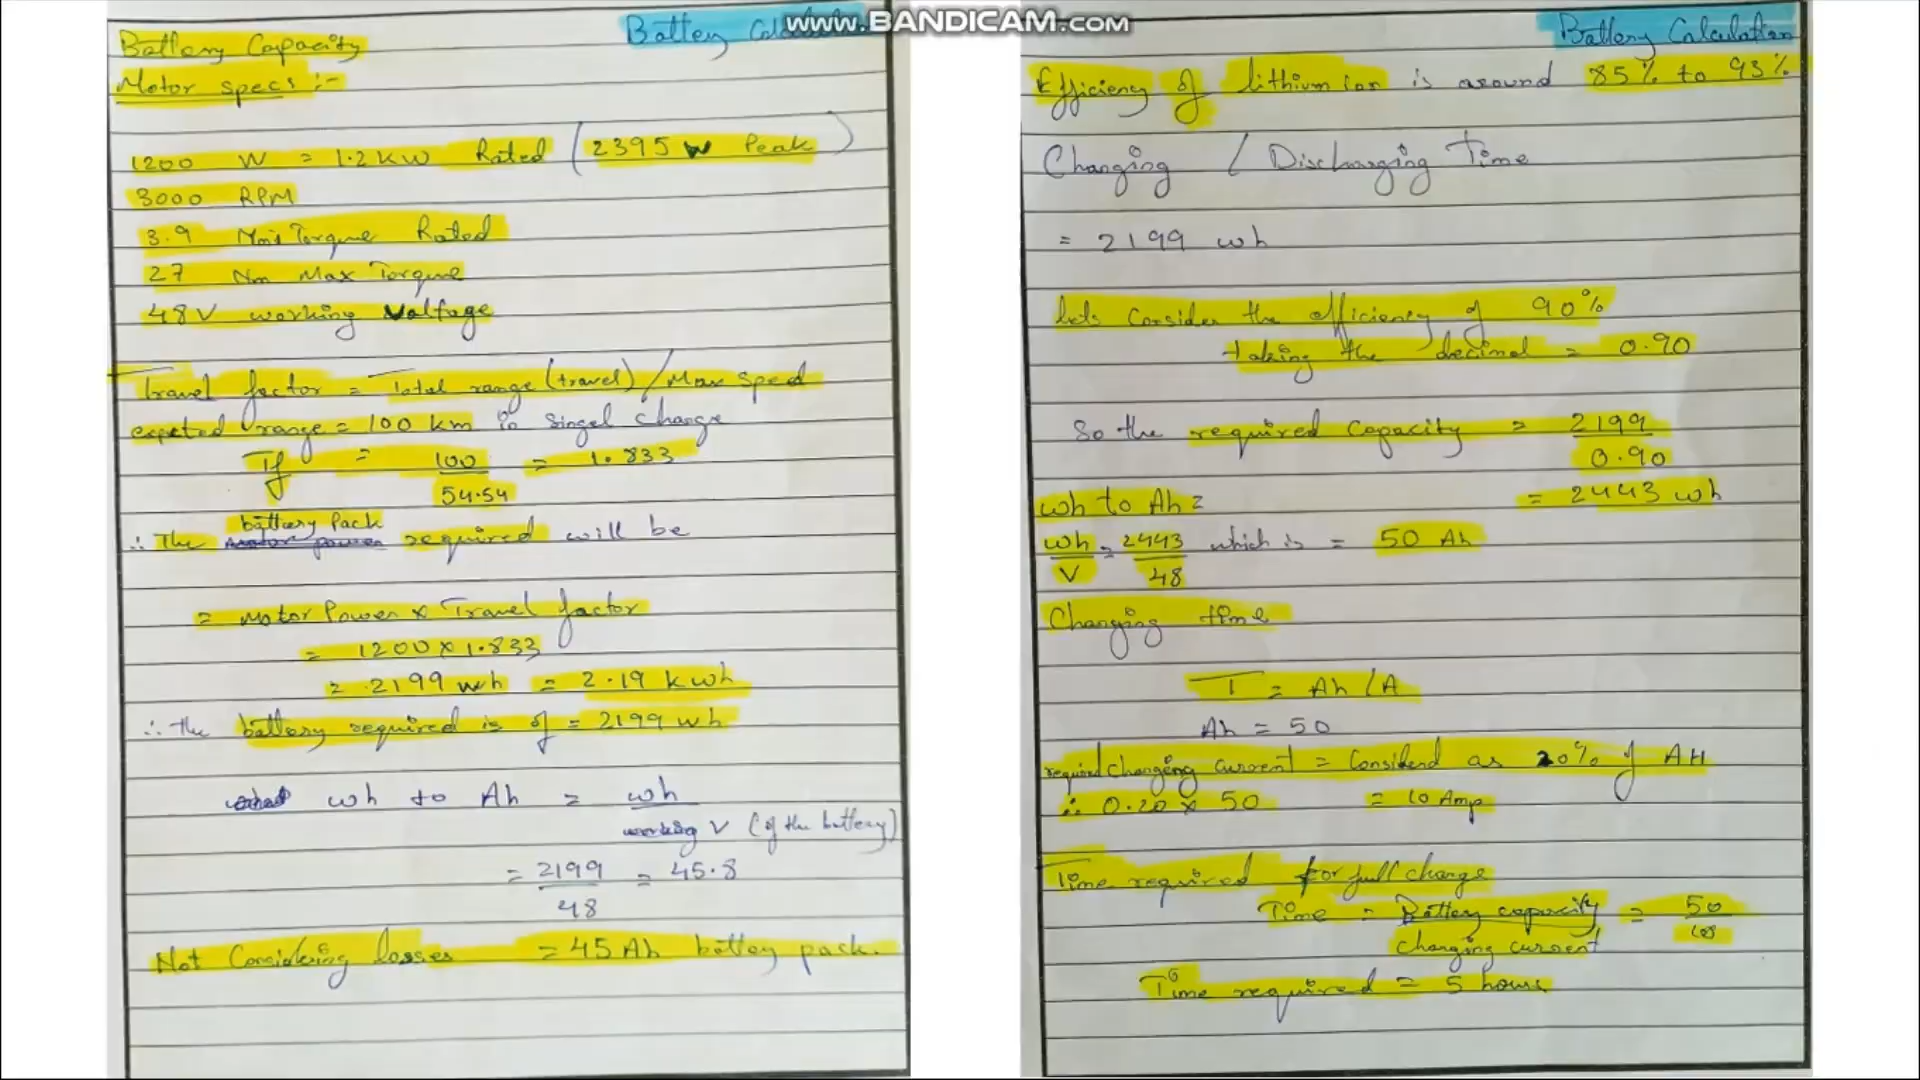 www.BANDICAM.com
Battery Calculation
Battery Capacity
Motor specs :-
1200 W = 1.2 KW Rated (2395 W Peak)
3000 RPM
3.9 Nm Torque Rated
27 Nm Max Torque
48V working Voltage
Travel factor = Total range (travel) / Max Speed
expected range = 100 km in Singel Charge
Tf = 100 / 54.54 = 1.833
battery Pack
∴ The motor power required will be
= Motor Power × Travel factor
= 1200 × 1.833
= 2199 wh = 2.19 kwh
∴ the battery required is of = 2199 wh
wh to Ah = wh / working V (of the battery)
= 2199 / 48 = 45.8
Not Considering losses = 45 Ah battery pack.
Battery Calculation
Efficieny of lithium ion is around 85% to 93%
Charging / Discharging Time
= 2199 wh
lets Consider the efficiency of 90%
taking the decimal = 0.90
So the required capacity = 2199 / 0.90
wh to Ah = = 2443 wh
wh / V = 2443 / 48 which is = 50 Ah
Charging time
T = Ah / A
Ah = 50
required charging current = Considerd as 20% of AH
∴ 0.20 × 50 = 10 Amp
Time required for full charge
Time = Battery capacity / charging current = 50 / 10
Time required = 5 hours